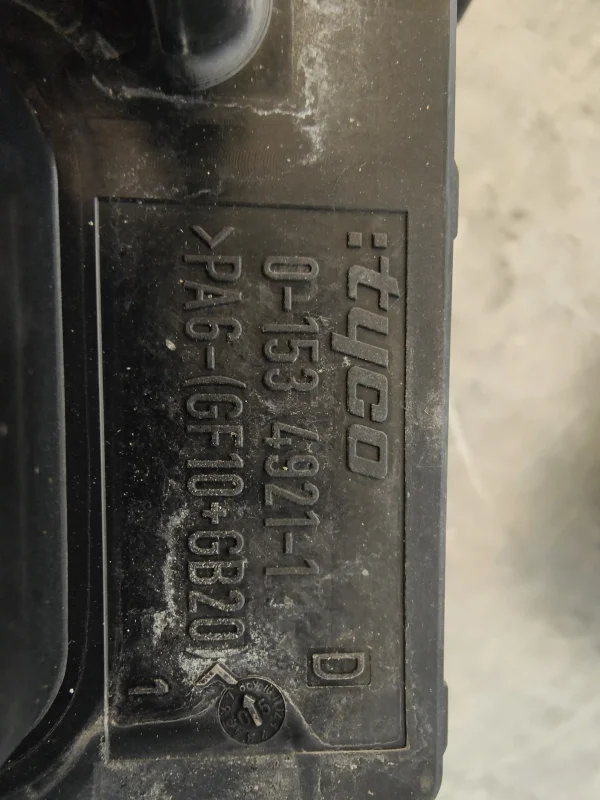 tyco
0-153 4921-1
D
>PA6-(GF10+GB20)<
1